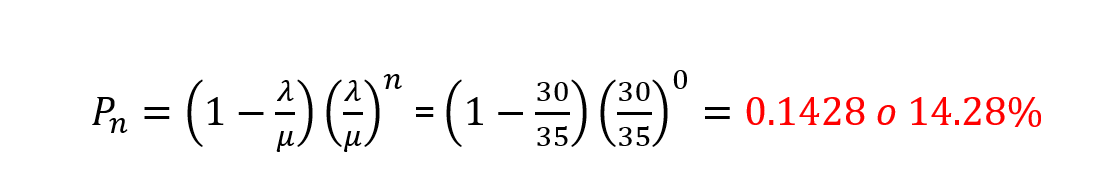 Pₙ = (1 − λ/μ) (λ/μ)ⁿ = (1 − 30/35) (30/35)⁰ = 0.1428 o 14.28%